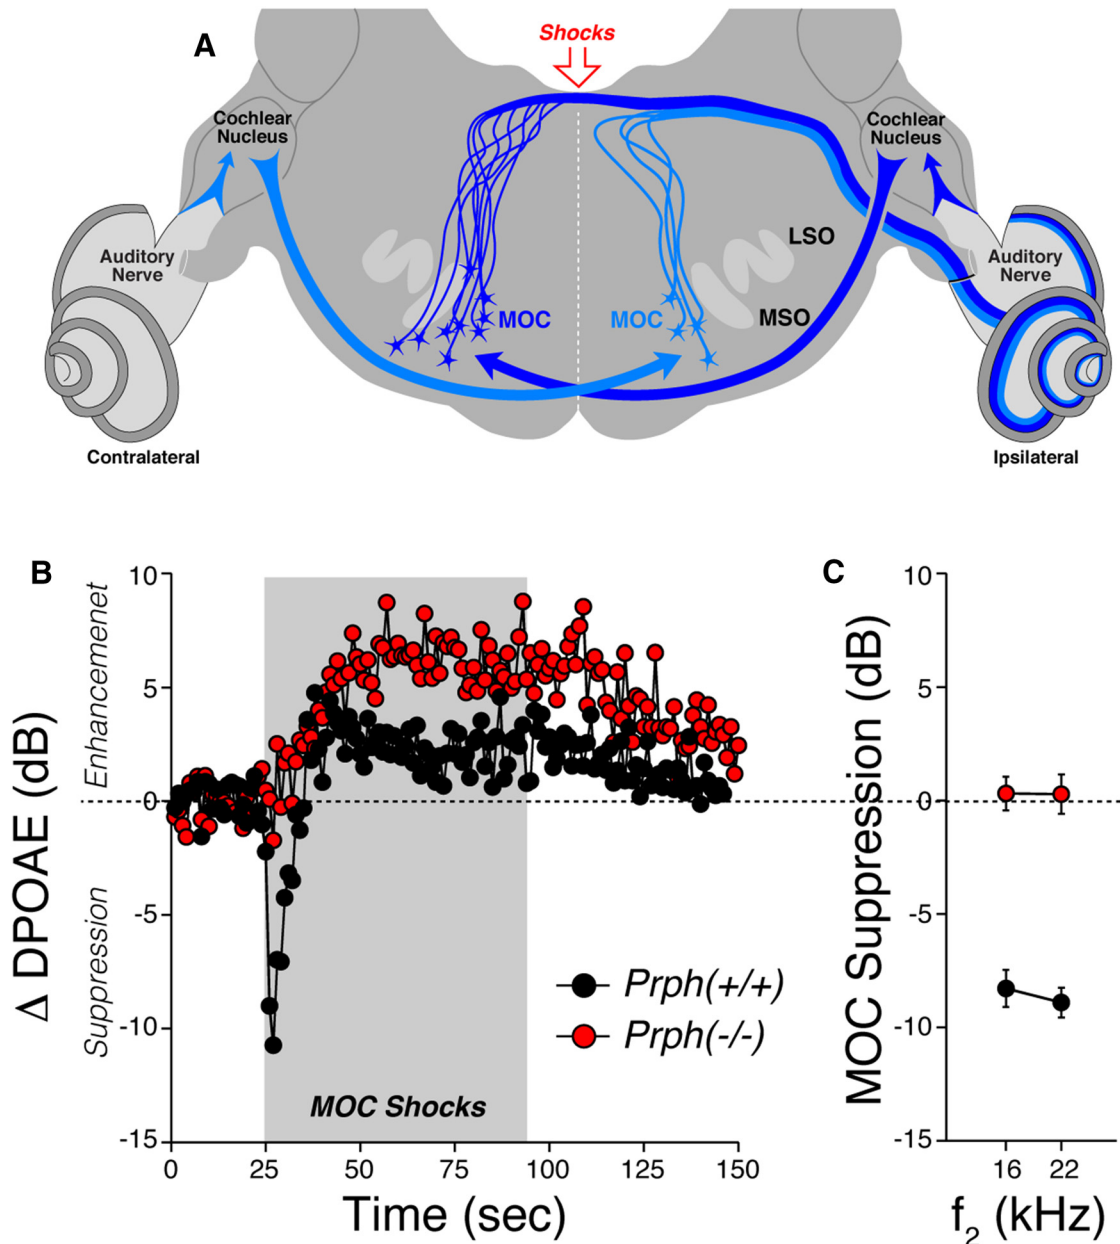 A
Shocks
Cochlear
Nucleus
Cochlear
Nucleus
Auditory
Nerve
LSO
Auditory
Nerve
MOC
MOC
MSO
Contralateral
Ipsilateral
B
Δ DPOAE (dB)
Enhancemenet
Suppression
10
5
0
-5
-10
-15
Prph(+/+)
Prph(-/-)
MOC Shocks
0
25
50
75
100
125
150
Time (sec)
C
MOC Suppression (dB)
10
5
0
-5
-10
-15
16
22
f2 (kHz)